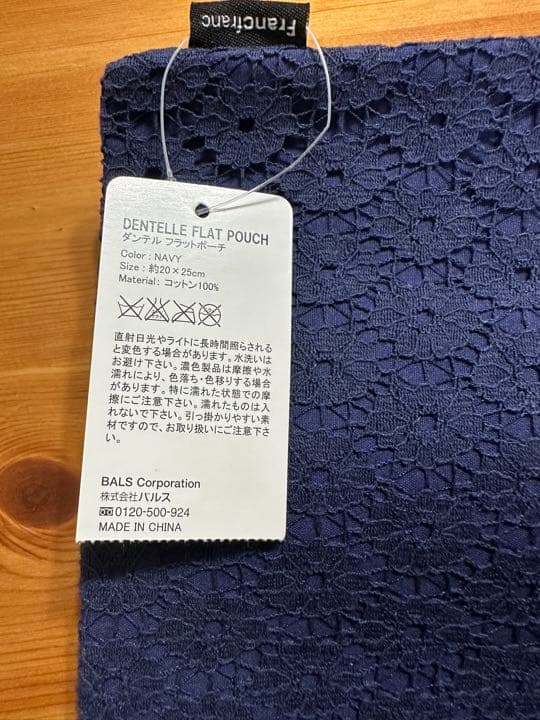 Francfranc
DENTELLE FLAT POUCH
ダンテル フラットポーチ
Color : NAVY
Size : 約20×25cm
Material : コットン100%
直射日光やライトに長時間照らされる
と変色する場合があります。水洗いは
お避け下さい。濃色製品は摩擦や水
濡れにより、色落ち・色移りする場合
があります。特に濡れた状態での摩
擦にご注意下さい。濡れたものは入
れないで下さい。引っ掛かりやすい素
材ですので、お取り扱いにご注意下さ
い。
BALS Corporation
株式会社バルス
0120-500-924
MADE IN CHINA